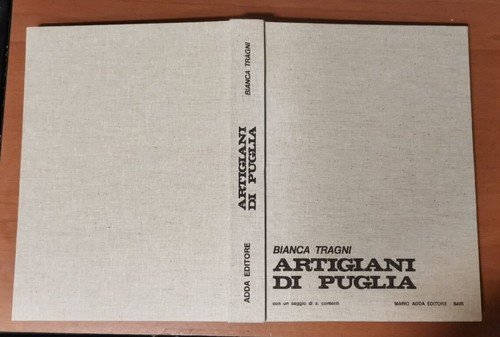 BIANCA TRAGNI
ARTIGIANI
DI PUGLIA
ADDA EDITORE
BIANCA TRAGNI
ARTIGIANI
DI PUGLIA
con un saggio di a. contenti
MARIO ADDA EDITORE - BARI